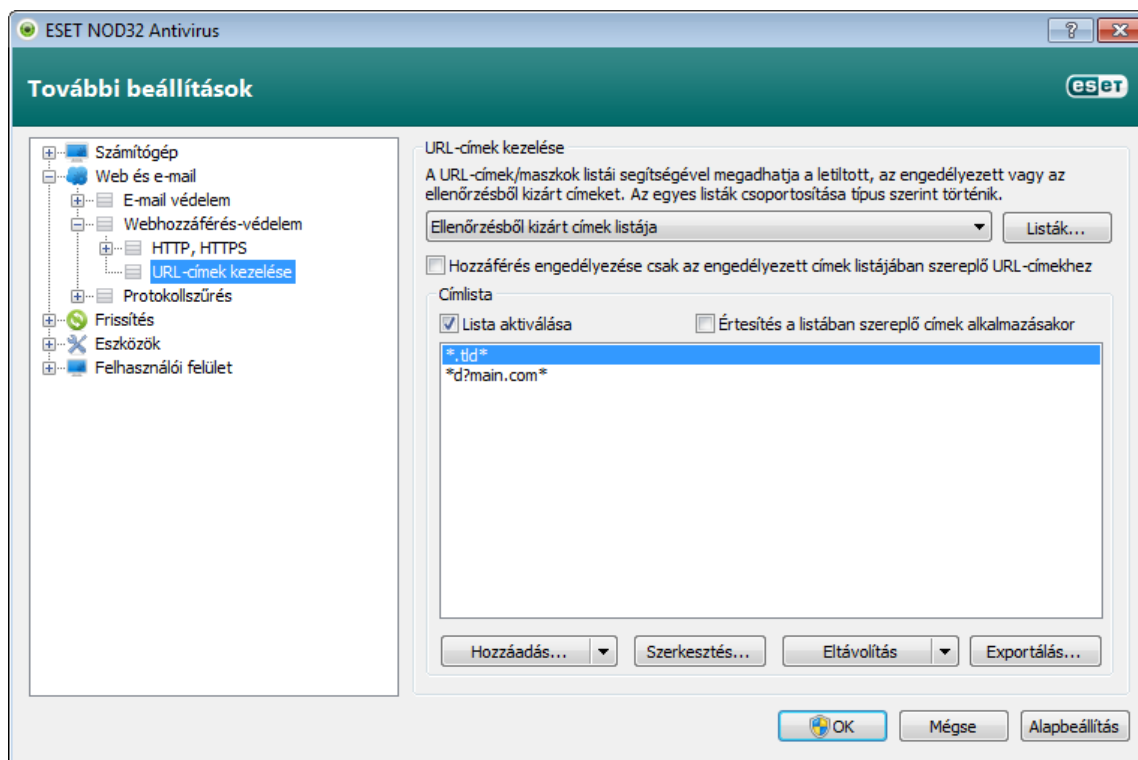 ESET NOD32 Antivirus
További beállítások
eseT
Számítógép
Web és e-mail
E-mail védelem
Webhozzáférés-védelem
HTTP, HTTPS
URL-címek kezelése
Protokollszűrés
Frissítés
Eszközök
Felhasználói felület
URL-címek kezelése
A URL-címek/maszkok listái segítségével megadhatja a letiltott, az engedélyezett vagy az
ellenőrzésből kizárt címeket. Az egyes listák csoportosítása típus szerint történik.
Ellenőrzésből kizárt címek listája
Listák...
Hozzáférés engedélyezése csak az engedélyezett címek listájában szereplő URL-címekhez
Címlista
Lista aktiválása
Értesítés a listában szereplő címek alkalmazásakor
*.tld*
*d?main.com*
Hozzáadás...
Szerkesztés...
Eltávolítás
Exportálás...
OK
Mégse
Alapbeállítás